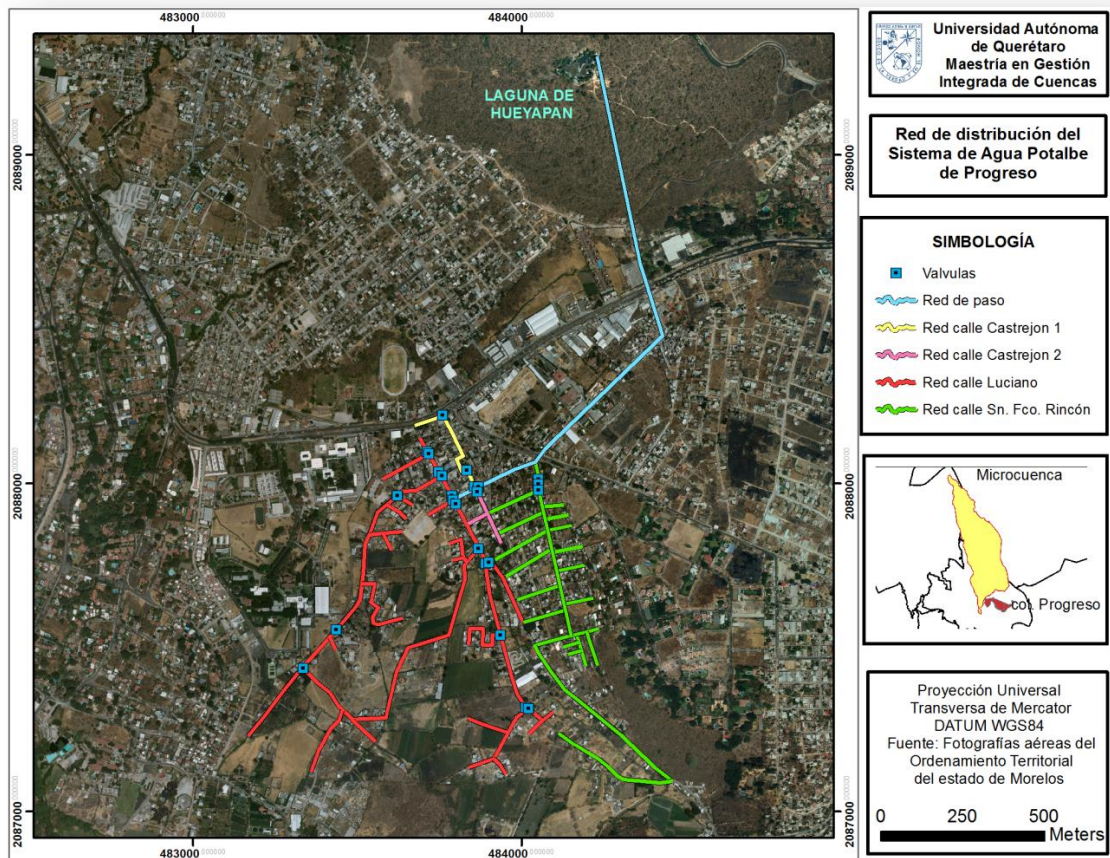 483000
484000
2089000
2088000
2087000
483000
484000
2089000
2088000
2087000
LAGUNA DE
HUEYAPAN
Universidad Autónoma
de Querétaro
Maestría en Gestión
Integrada de Cuencas
Red de distribución del
Sistema de Agua Potalbe
de Progreso
SIMBOLOGÍA
Valvulas
Red de paso
Red calle Castrejon 1
Red calle Castrejon 2
Red calle Luciano
Red calle Sn. Fco. Rincón
Microcuenca
col. Progreso
Proyección Universal
Transversa de Mercator
DATUM WGS84
Fuente: Fotografías aéreas del
Ordenamiento Territorial
del estado de Morelos
0 250 500
Meters